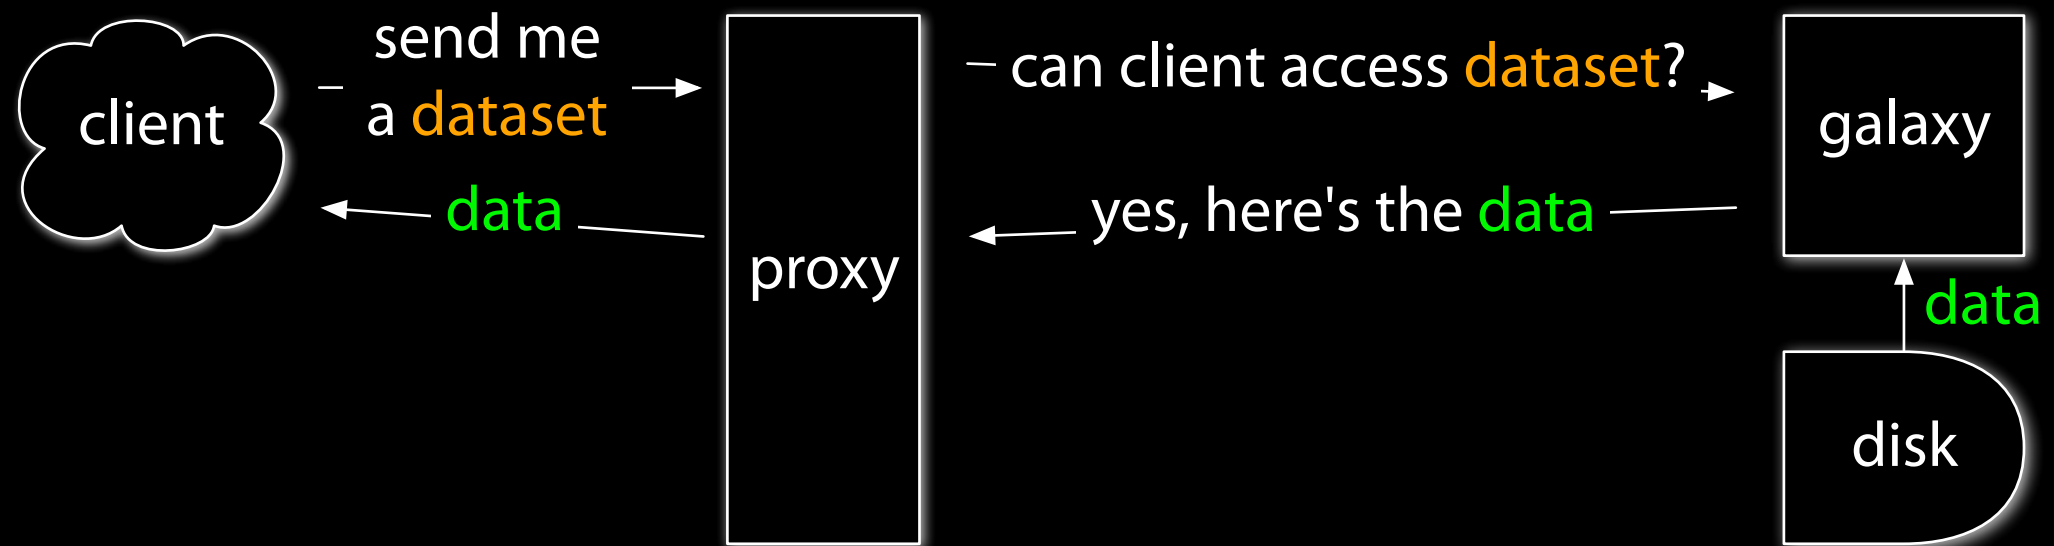 client
send me
a dataset
data
proxy
can client access dataset?
yes, here's the data
galaxy
data
disk